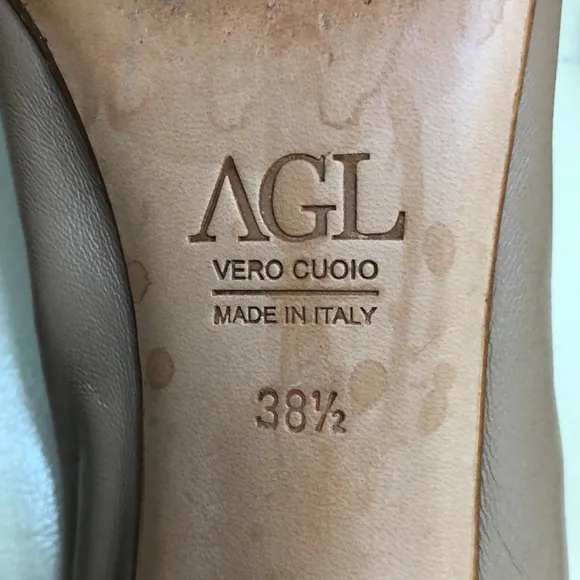 AGL
VERO CUOIO
MADE IN ITALY
38½